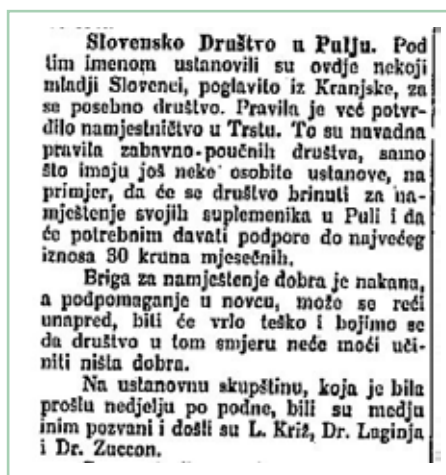 Slovensko Društvo u Pulju. Pod
tim imenom ustanovili su ovdje nekoji
mladji Slovenci, poglavito iz Kranjske, za
se posebno društvo. Pravila je već potvr-
dilo namjestničtvo u Trstu. To su navadna
pravila zabavno-poučnih društva, samo
što imaju još neke osobite ustanove, na
primjer, da će se društvo brinuti za na-
mještenje svojih suplemenika u Puli i da
će potrebnim davati podpore do najvećeg
iznosa 30 kruna mjesečnih.
Briga za namještenje dobra je nakana,
a podpomaganje u novcu, može se reći
unapred, biti će vrlo teško i bojimo se
da društvo u tom smjeru neće moći uči-
niti ništa dobra.
Na ustanovnu skupštinu, koja je bila
prošlu nedjelju po podne, bili su medju
inim pozvani i došli su L. Križ, Dr. Laginja
i Dr. Zuccon.